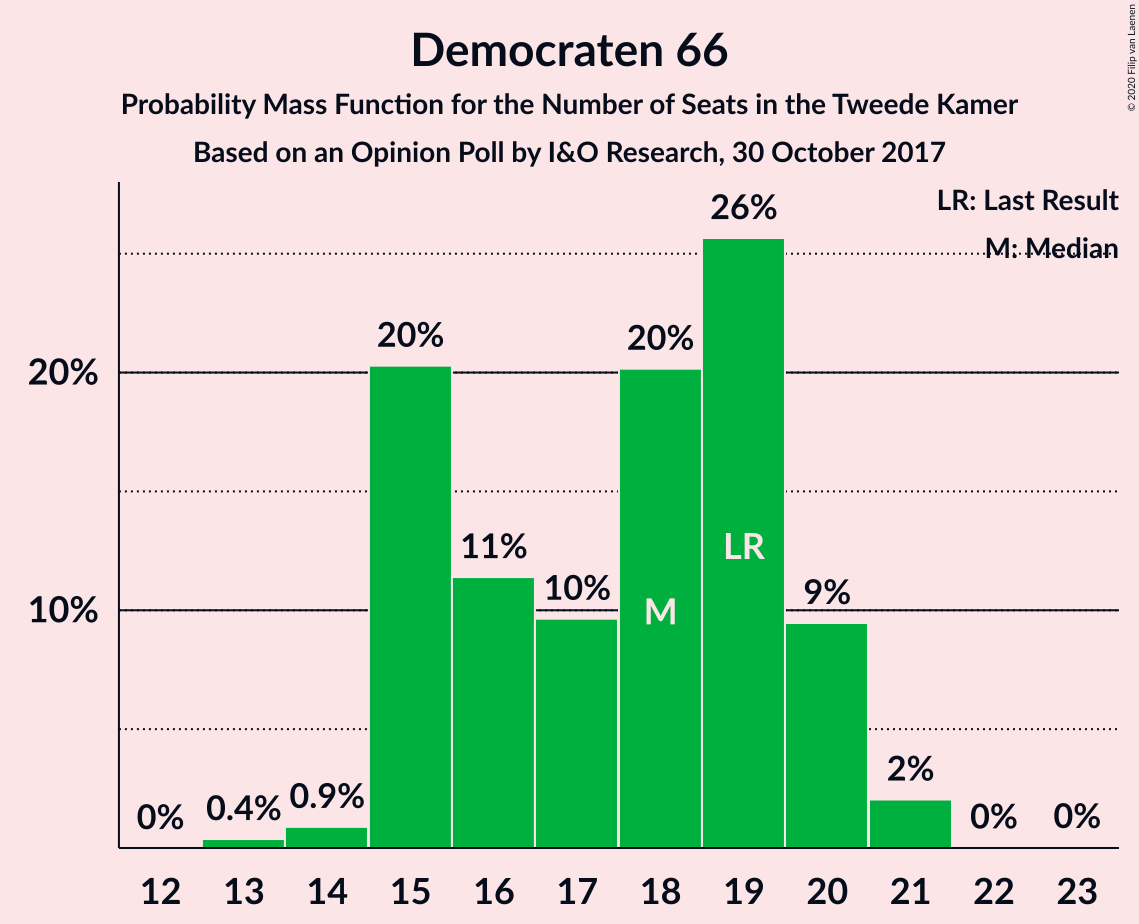 Democraten 66
Probability Mass Function for the Number of Seats in the Tweede Kamer
Based on an Opinion Poll by I&O Research, 30 October 2017
© 2020 Filip van Laenen
LR: Last Result
M: Median
20%
10%
0%
0.4%
0.9%
20%
11%
10%
20%
26%
9%
2%
0%
0%
M
LR
12 13 14 15 16 17 18 19 20 21 22 23